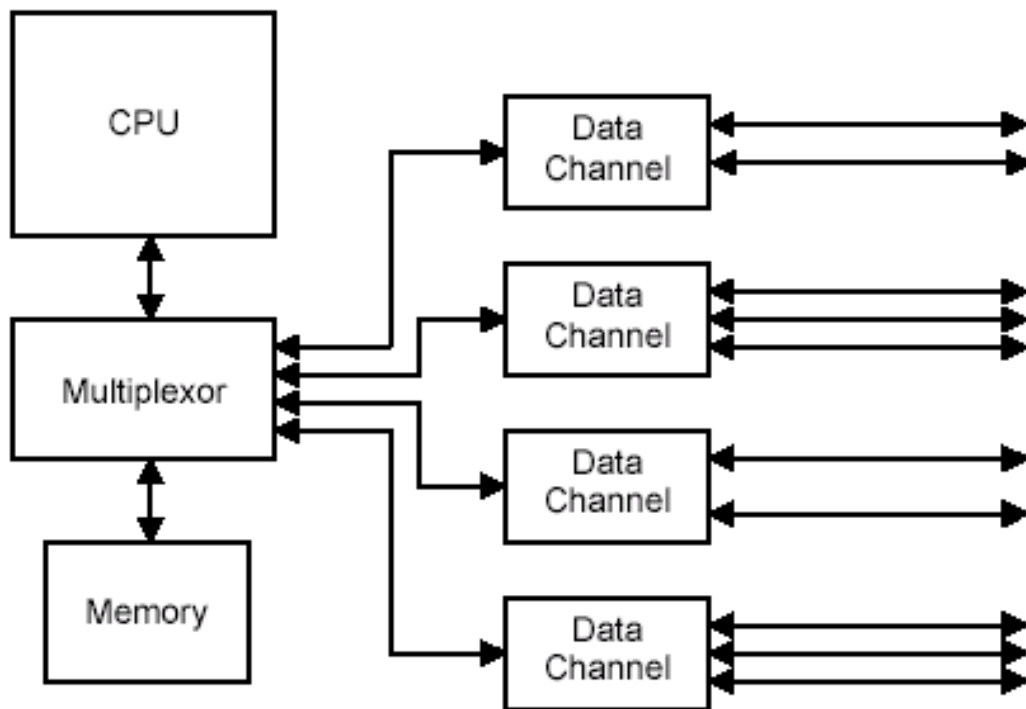 CPU
Data
Channel
Data
Channel
Multiplexor
Data
Channel
Memory
Data
Channel